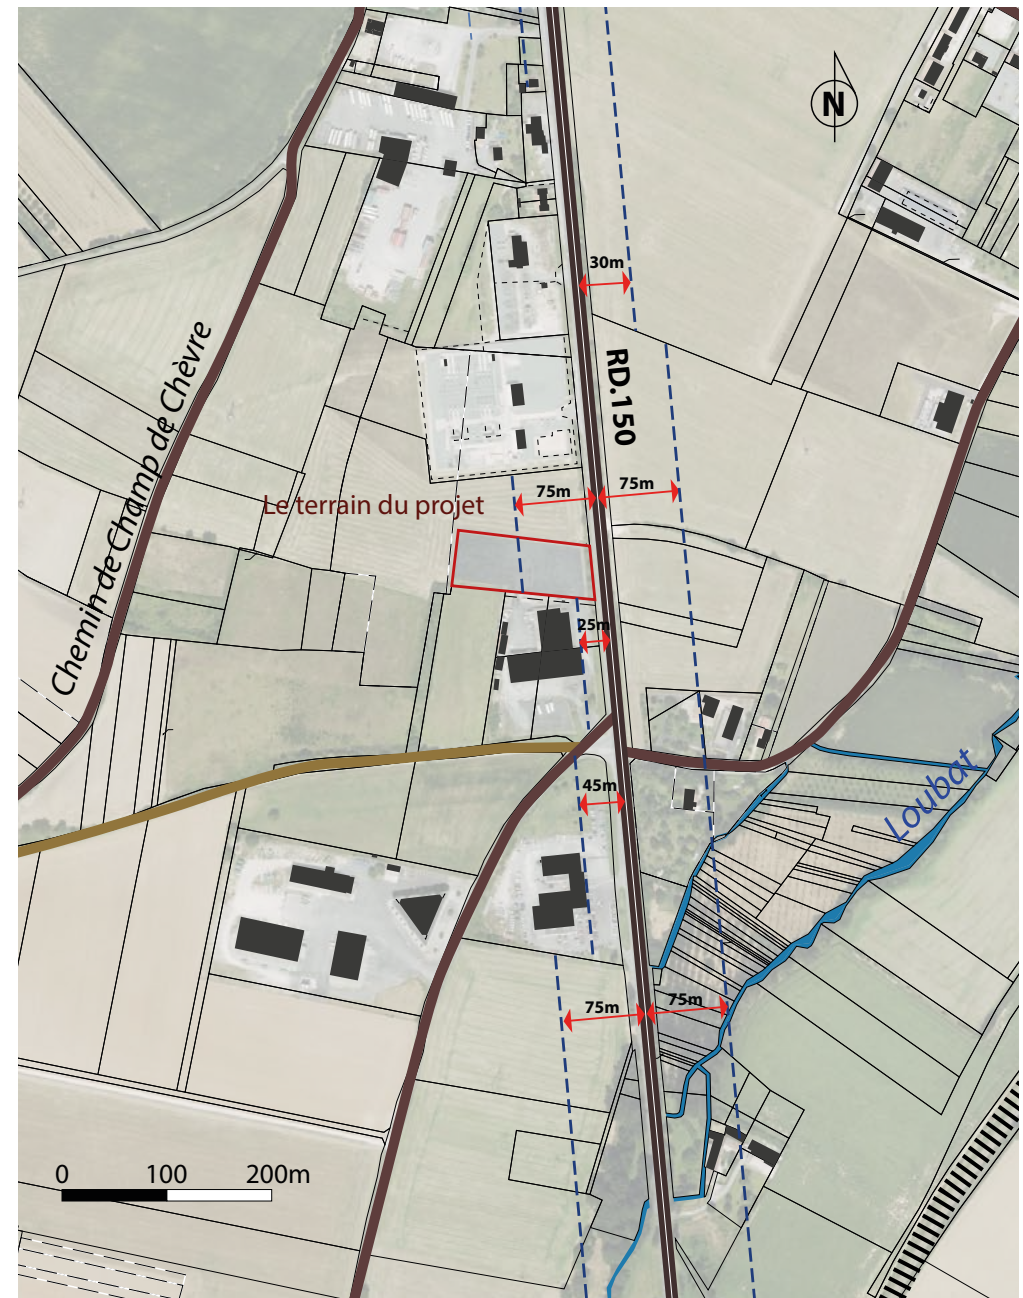 N
30m
RD.150
Chemin de Champ de Chèvre
75m
75m
Le terrain du projet
25m
45m
Loubat
75m
75m
0 100 200m